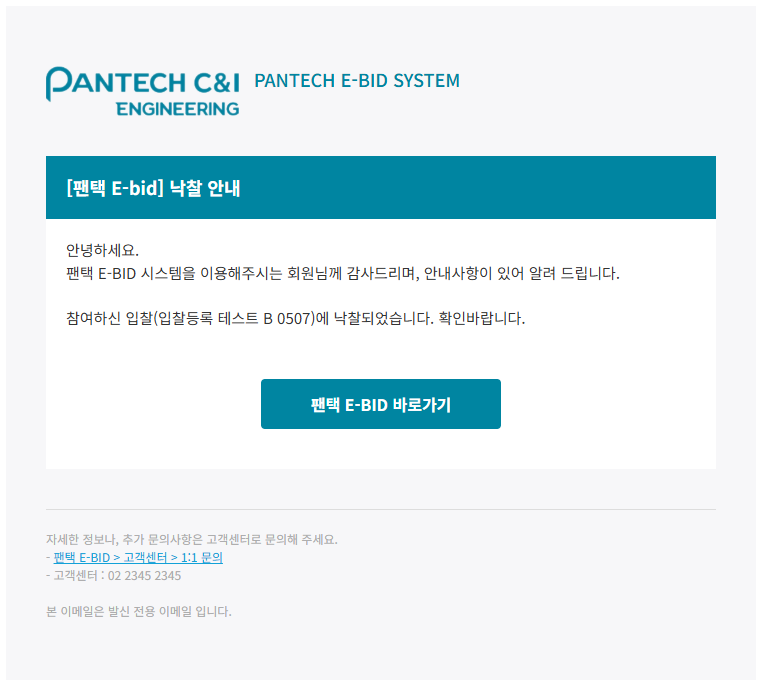 PANTECH C&I PANTECH E-BID SYSTEM
ENGINEERING
[팬택 E-bid] 낙찰 안내
안녕하세요.
팬택 E-BID 시스템을 이용해주시는 회원님께 감사드리며, 안내사항이 있어 알려 드립니다.
참여하신 입찰(입찰등록 테스트 B 0507)에 낙찰되었습니다. 확인바랍니다.
팬택 E-BID 바로가기
자세한 정보나, 추가 문의사항은 고객센터로 문의해 주세요.
- 팬택 E-BID > 고객센터 > 1:1 문의
- 고객센터 : 02 2345 2345
본 이메일은 발신 전용 이메일 입니다.